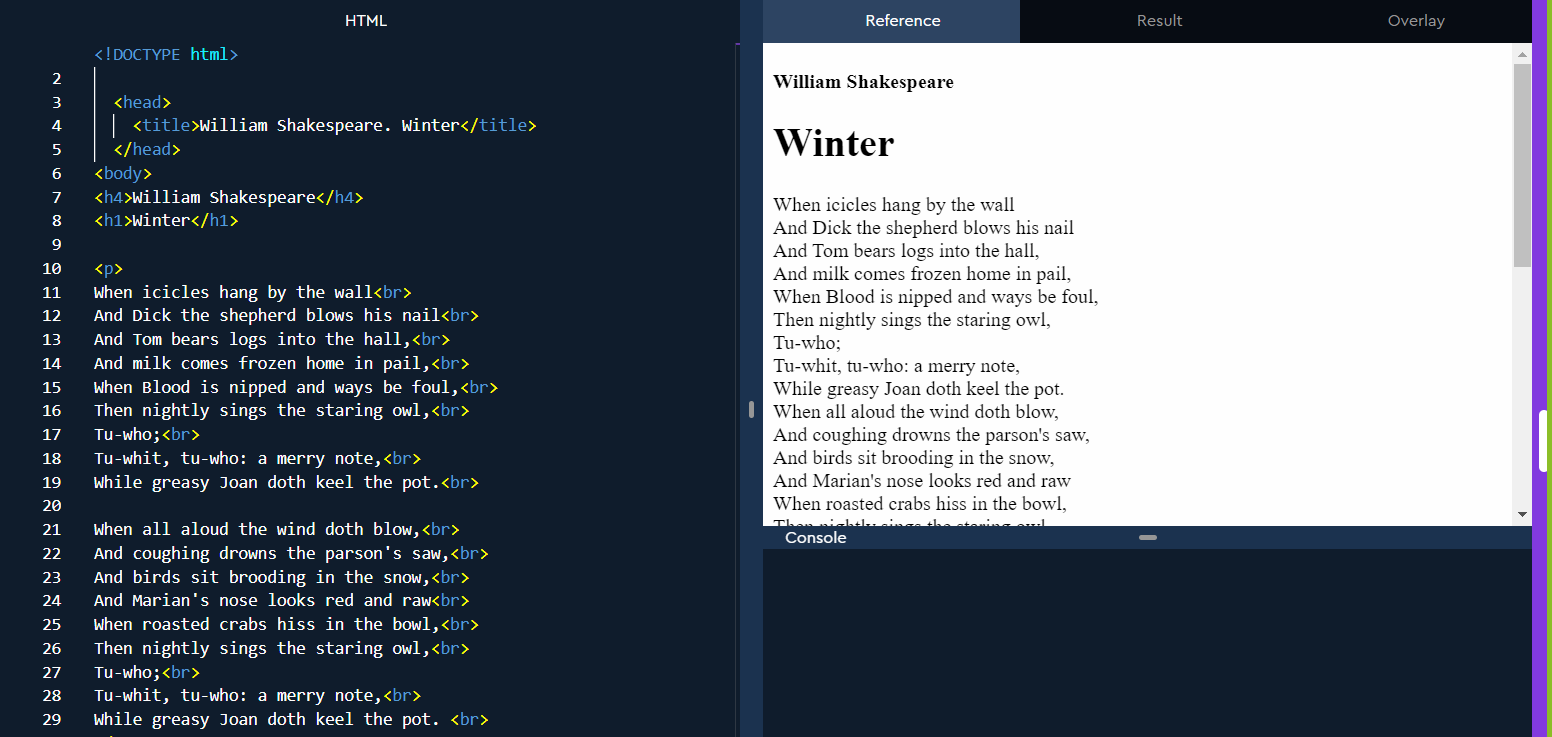 HTML
<!DOCTYPE html>
2
3 <head>
4 <title>William Shakespeare. Winter</title>
5 </head>
6 <body>
7 <h4>William Shakespeare</h4>
8 <h1>Winter</h1>
9
10 <p>
11 When icicles hang by the wall<br>
12 And Dick the shepherd blows his nail<br>
13 And Tom bears logs into the hall,<br>
14 And milk comes frozen home in pail,<br>
15 When Blood is nipped and ways be foul,<br>
16 Then nightly sings the staring owl,<br>
17 Tu-who;<br>
18 Tu-whit, tu-who: a merry note,<br>
19 While greasy Joan doth keel the pot.<br>
20
21 When all aloud the wind doth blow,<br>
22 And coughing drowns the parson's saw,<br>
23 And birds sit brooding in the snow,<br>
24 And Marian's nose looks red and raw<br>
25 When roasted crabs hiss in the bowl,<br>
26 Then nightly sings the staring owl,<br>
27 Tu-who;<br>
28 Tu-whit, tu-who: a merry note,<br>
29 While greasy Joan doth keel the pot. <br>
Reference Result Overlay
William Shakespeare
Winter
When icicles hang by the wall
And Dick the shepherd blows his nail
And Tom bears logs into the hall,
And milk comes frozen home in pail,
When Blood is nipped and ways be foul,
Then nightly sings the staring owl,
Tu-who;
Tu-whit, tu-who: a merry note,
While greasy Joan doth keel the pot.
When all aloud the wind doth blow,
And coughing drowns the parson's saw,
And birds sit brooding in the snow,
And Marian's nose looks red and raw
When roasted crabs hiss in the bowl,
Then nightly sings the staring owl
Console